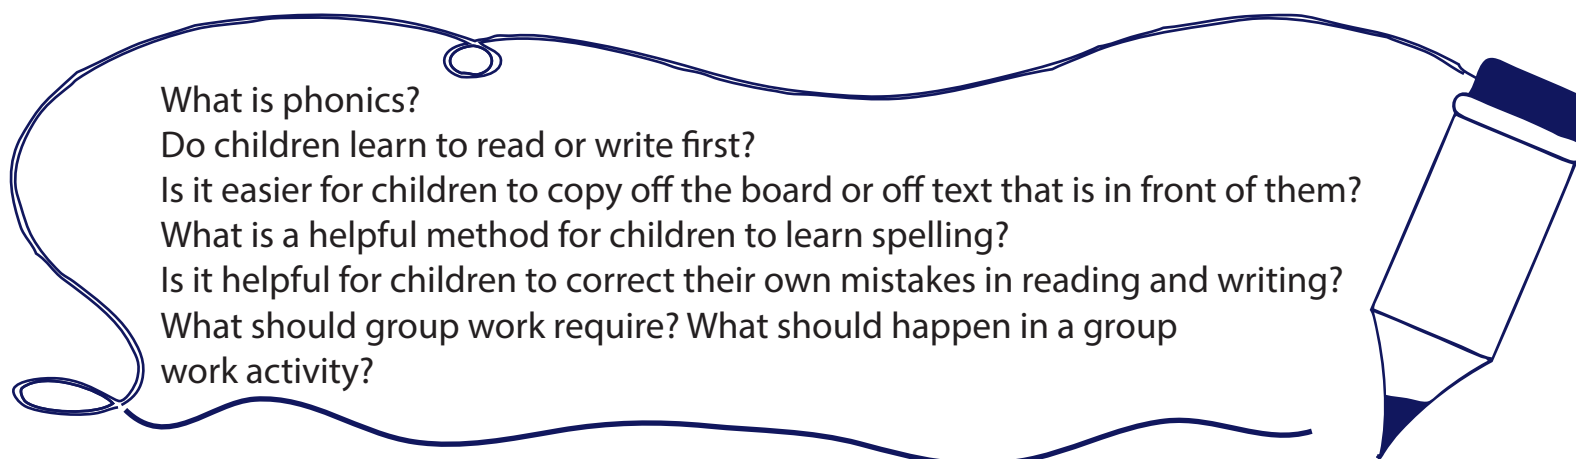 What is phonics?
Do children learn to read or write first?
Is it easier for children to copy off the board or off text that is in front of them?
What is a helpful method for children to learn spelling?
Is it helpful for children to correct their own mistakes in reading and writing?
What should group work require? What should happen in a group
work activity?